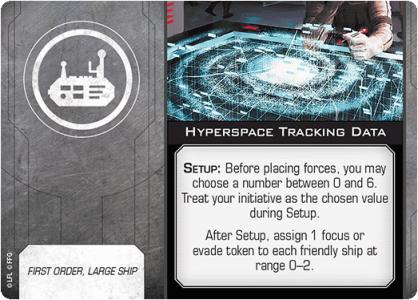 HYPERSPACE TRACKING DATA
SETUP: Before placing forces, you may
choose a number between 0 and 6.
Treat your initiative as the chosen value
during Setup.
After Setup, assign 1 focus or
evade token to each friendly ship at
range 0–2.
FIRST ORDER, LARGE SHIP
© LFL © FFG